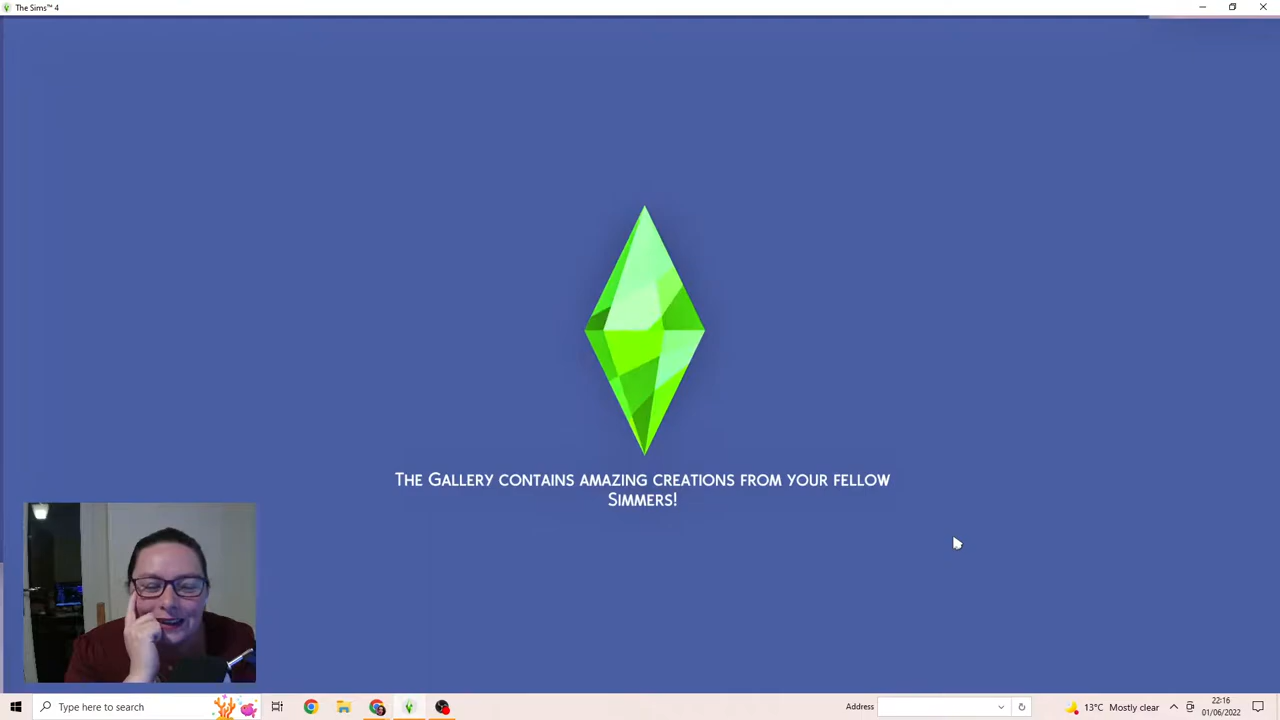 The Sims™ 4
THE GALLERY CONTAINS AMAZING CREATIONS FROM YOUR FELLOW
SIMMERS!
Type here to search
Address
13°C Mostly clear
22:16
01/06/2022